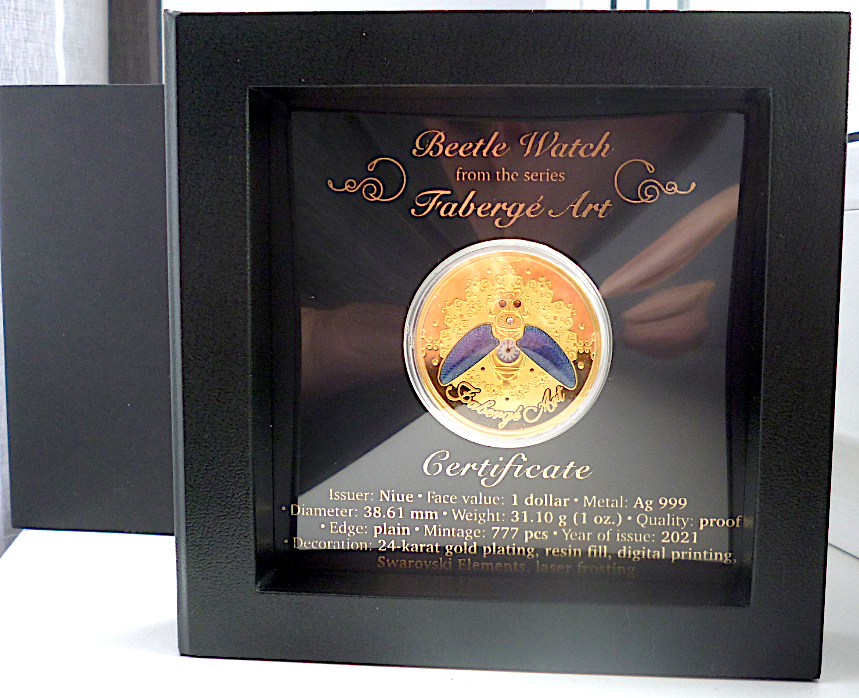 Beetle Watch
from the series
Fabergé Art
Fabergé Art
Certificate
Issuer: Niue • Face value: 1 dollar • Metal: Ag 999
• Diameter: 38.61 mm • Weight: 31.10 g (1 oz.) • Quality: proof
• Edge: plain • Mintage: 777 pcs • Year of issue: 2021
• Decoration: 24-karat gold plating, resin fill, digital printing,
Swarovski Elements, laser frosting